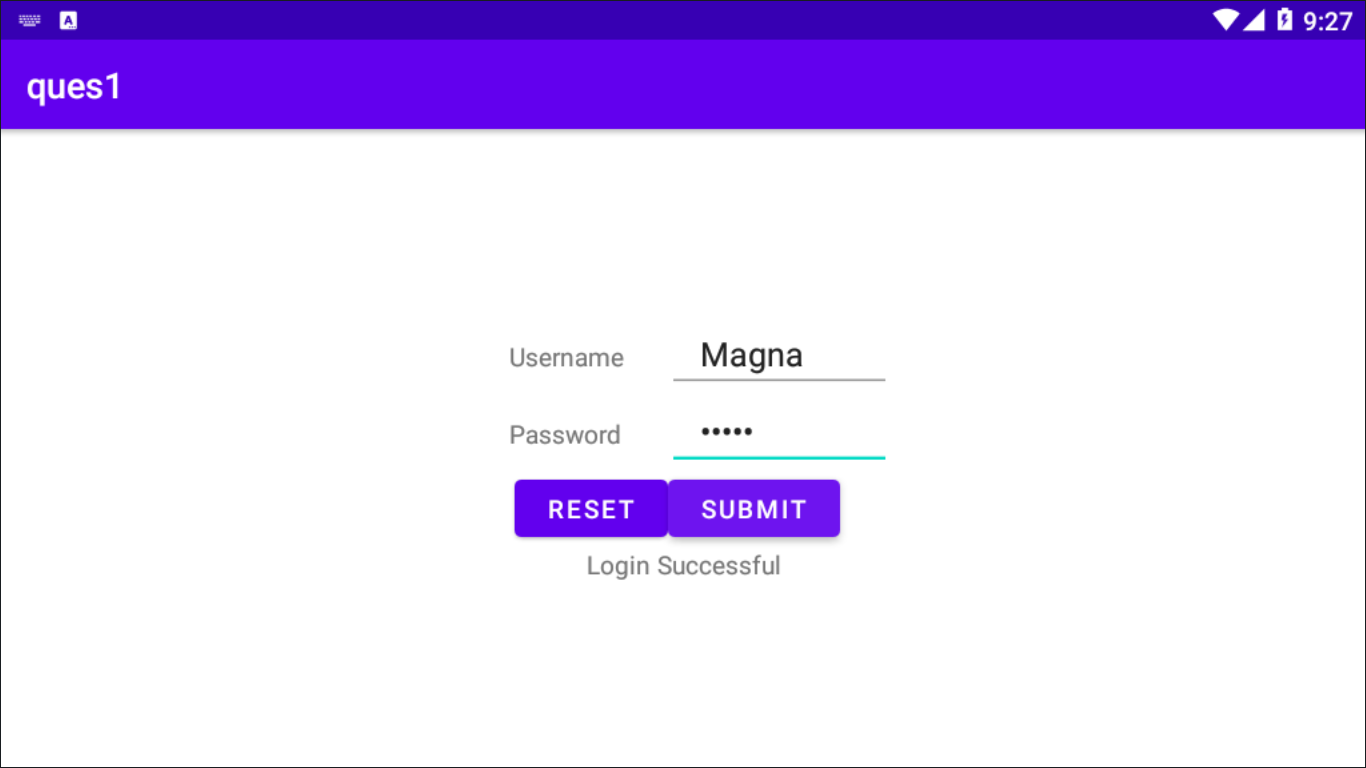 9:27
ques1
Username Magna
Password •••••
RESET SUBMIT
Login Successful